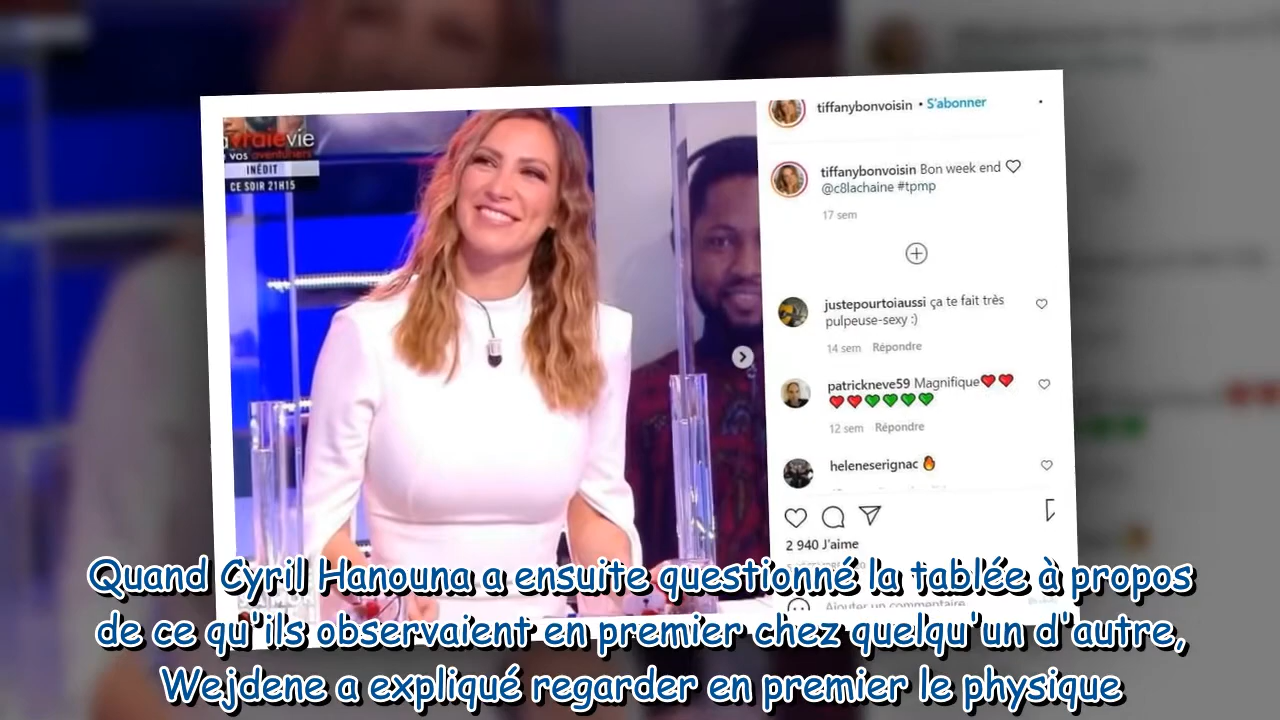 avraievie
vos aventuriers
INÉDIT
CE SOIR 21H15
tiffanybonvoisin • S'abonner
tiffanybonvoisin Bon week end
@c8lachaine #tpmp
17 sem
justepourtoiaussi ça te fait très
pulpeuse-sexy :)
14 sem Répondre
patrickneve59 Magnifique❤️❤️
❤️❤️💚💚💚💚
12 sem Répondre
heleneserignac 🔥
2 940 J'aime
Ajouter un commentaire
Quand Cyril Hanouna a ensuite questionné la tablée à propos
de ce qu'ils observaient en premier chez quelqu'un d'autre,
Wejdene a expliqué regarder en premier le physique